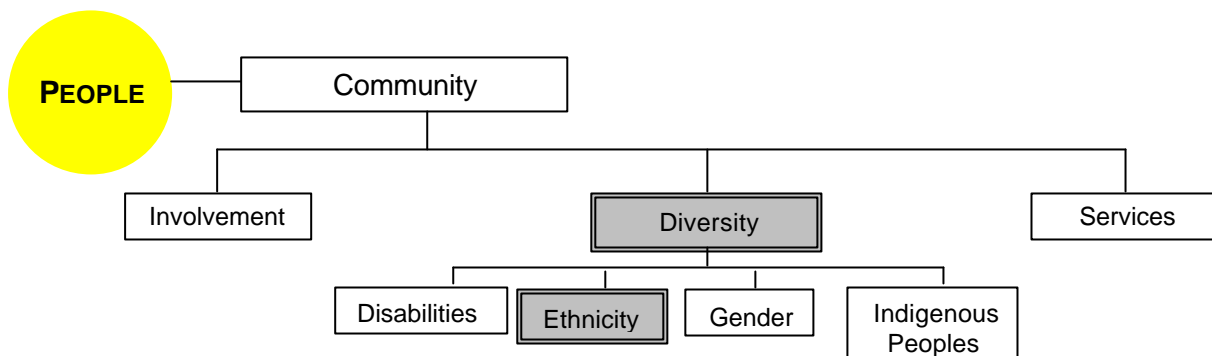 PEOPLE
Community
Involvement
Diversity
Services
Disabilities
Ethnicity
Gender
Indigenous
Peoples